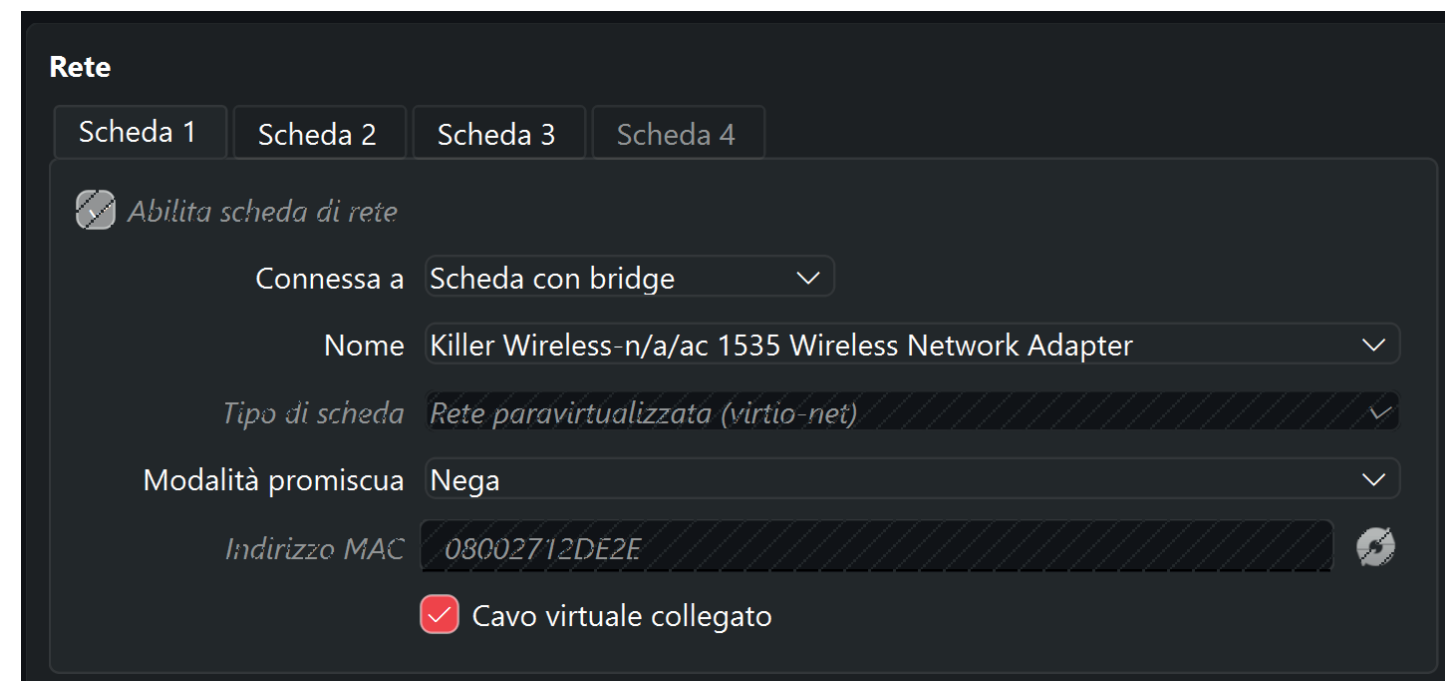 Rete
Scheda 1 Scheda 2 Scheda 3 Scheda 4
Abilita scheda di rete
Connessa a Scheda con bridge
Nome Killer Wireless-n/a/ac 1535 Wireless Network Adapter
Tipo di scheda Rete paravirtualizzata (virtio-net)
Modalità promiscua Nega
Indirizzo MAC 08002712DE2E
Cavo virtuale collegato